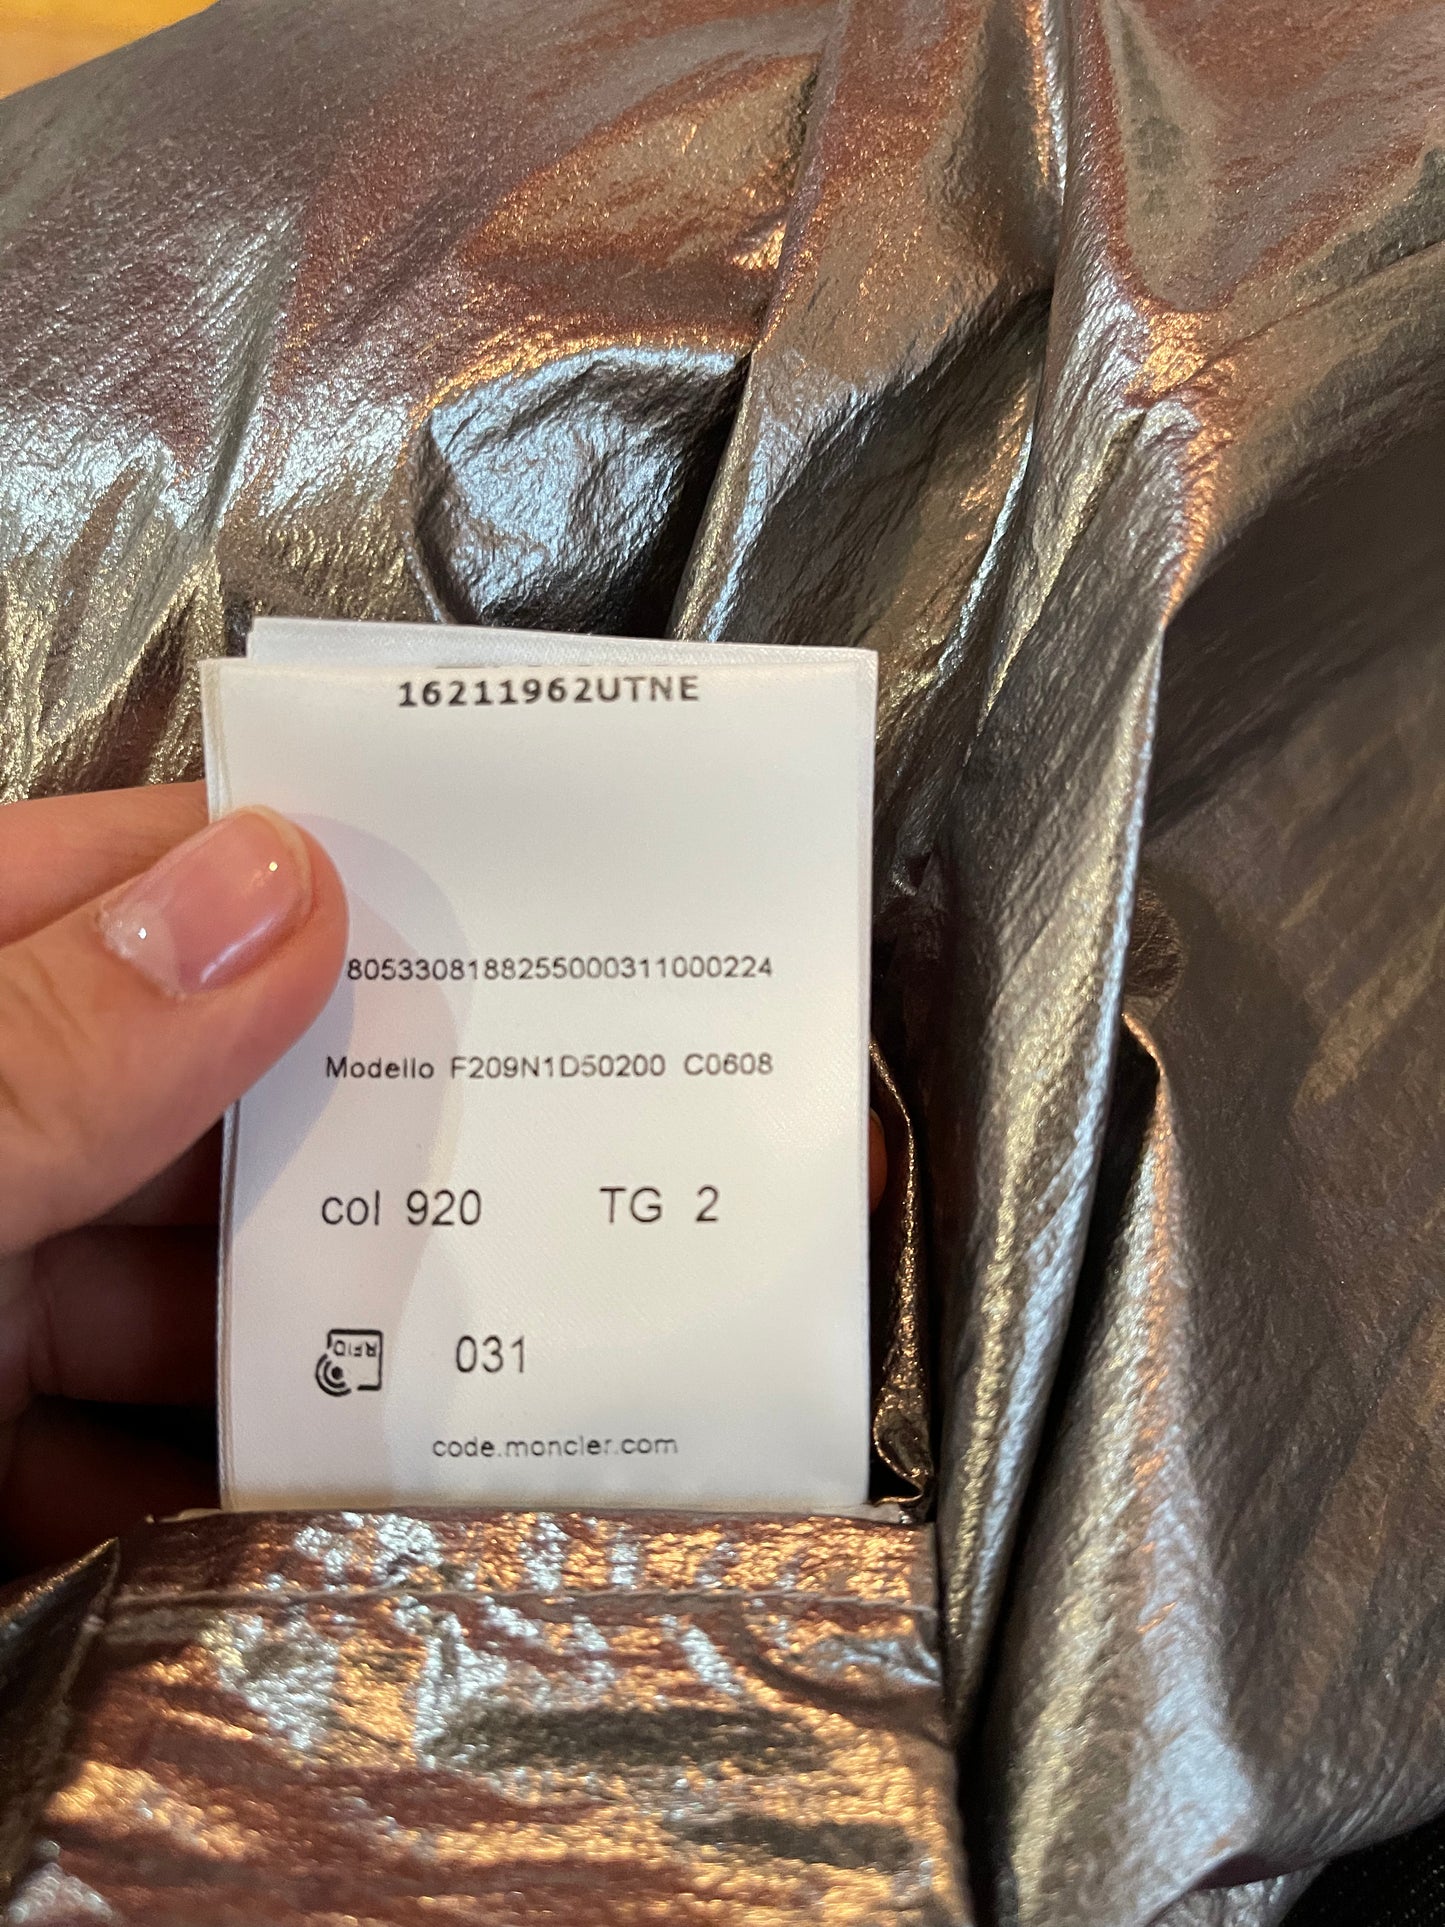 16211962UTNE
8053308188255000311000224
Modello F209N1D50200 C0608
col 920 TG 2
RFID
031
code.moncler.com